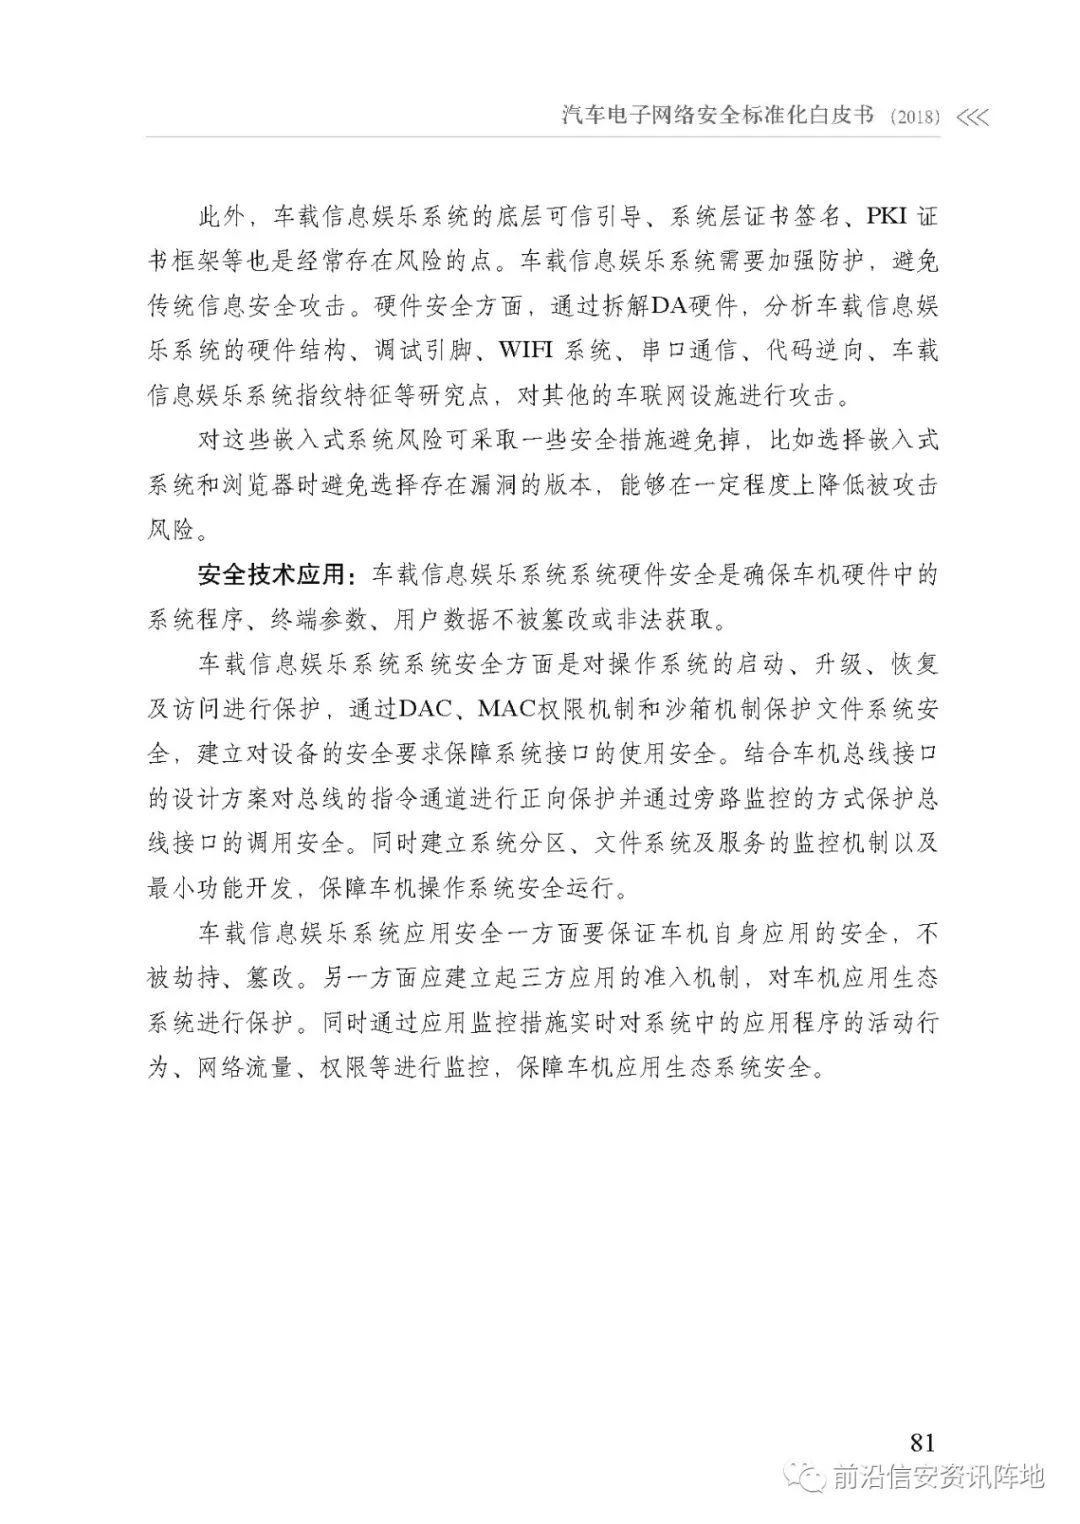 汽车电子网络安全标准化白皮书 (2018)
此外，车载信息娱乐系统的底层可信引导、系统层证书签名、PKI 证
书框架等也是经常存在风险的点。车载信息娱乐系统需要加强防护，避免
传统信息安全攻击。硬件安全方面，通过拆解DA硬件，分析车载信息娱
乐系统的硬件结构、调试引脚、WIFI 系统、串口通信、代码逆向、车载
信息娱乐系统指纹特征等研究点，对其他的车联网设施进行攻击。
对这些嵌入式系统风险可采取一些安全措施避免掉，比如选择嵌入式
系统和浏览器时避免选择存在漏洞的版本，能够在一定程度上降低被攻击
风险。
安全技术应用：车载信息娱乐系统系统硬件安全是确保车机硬件中的
系统程序、终端参数、用户数据不被篡改或非法获取。
车载信息娱乐系统系统安全方面是对操作系统的启动、升级、恢复
及访问进行保护，通过DAC、MAC权限机制和沙箱机制保护文件系统安
全，建立对设备的安全要求保障系统接口的使用安全。结合车机总线接口
的设计方案对总线的指令通道进行正向保护并通过旁路监控的方式保护总
线接口的调用安全。同时建立系统分区、文件系统及服务的监控机制以及
最小功能开发，保障车机操作系统安全运行。
车载信息娱乐系统应用安全一方面要保证车机自身应用的安全，不
被劫持、篡改。另一方面应建立起三方应用的准入机制，对车机应用生态
系统进行保护。同时通过应用监控措施实时对系统中的应用程序的活动行
为、网络流量、权限等进行监控，保障车机应用生态系统安全。
81
前沿信安资讯阵地